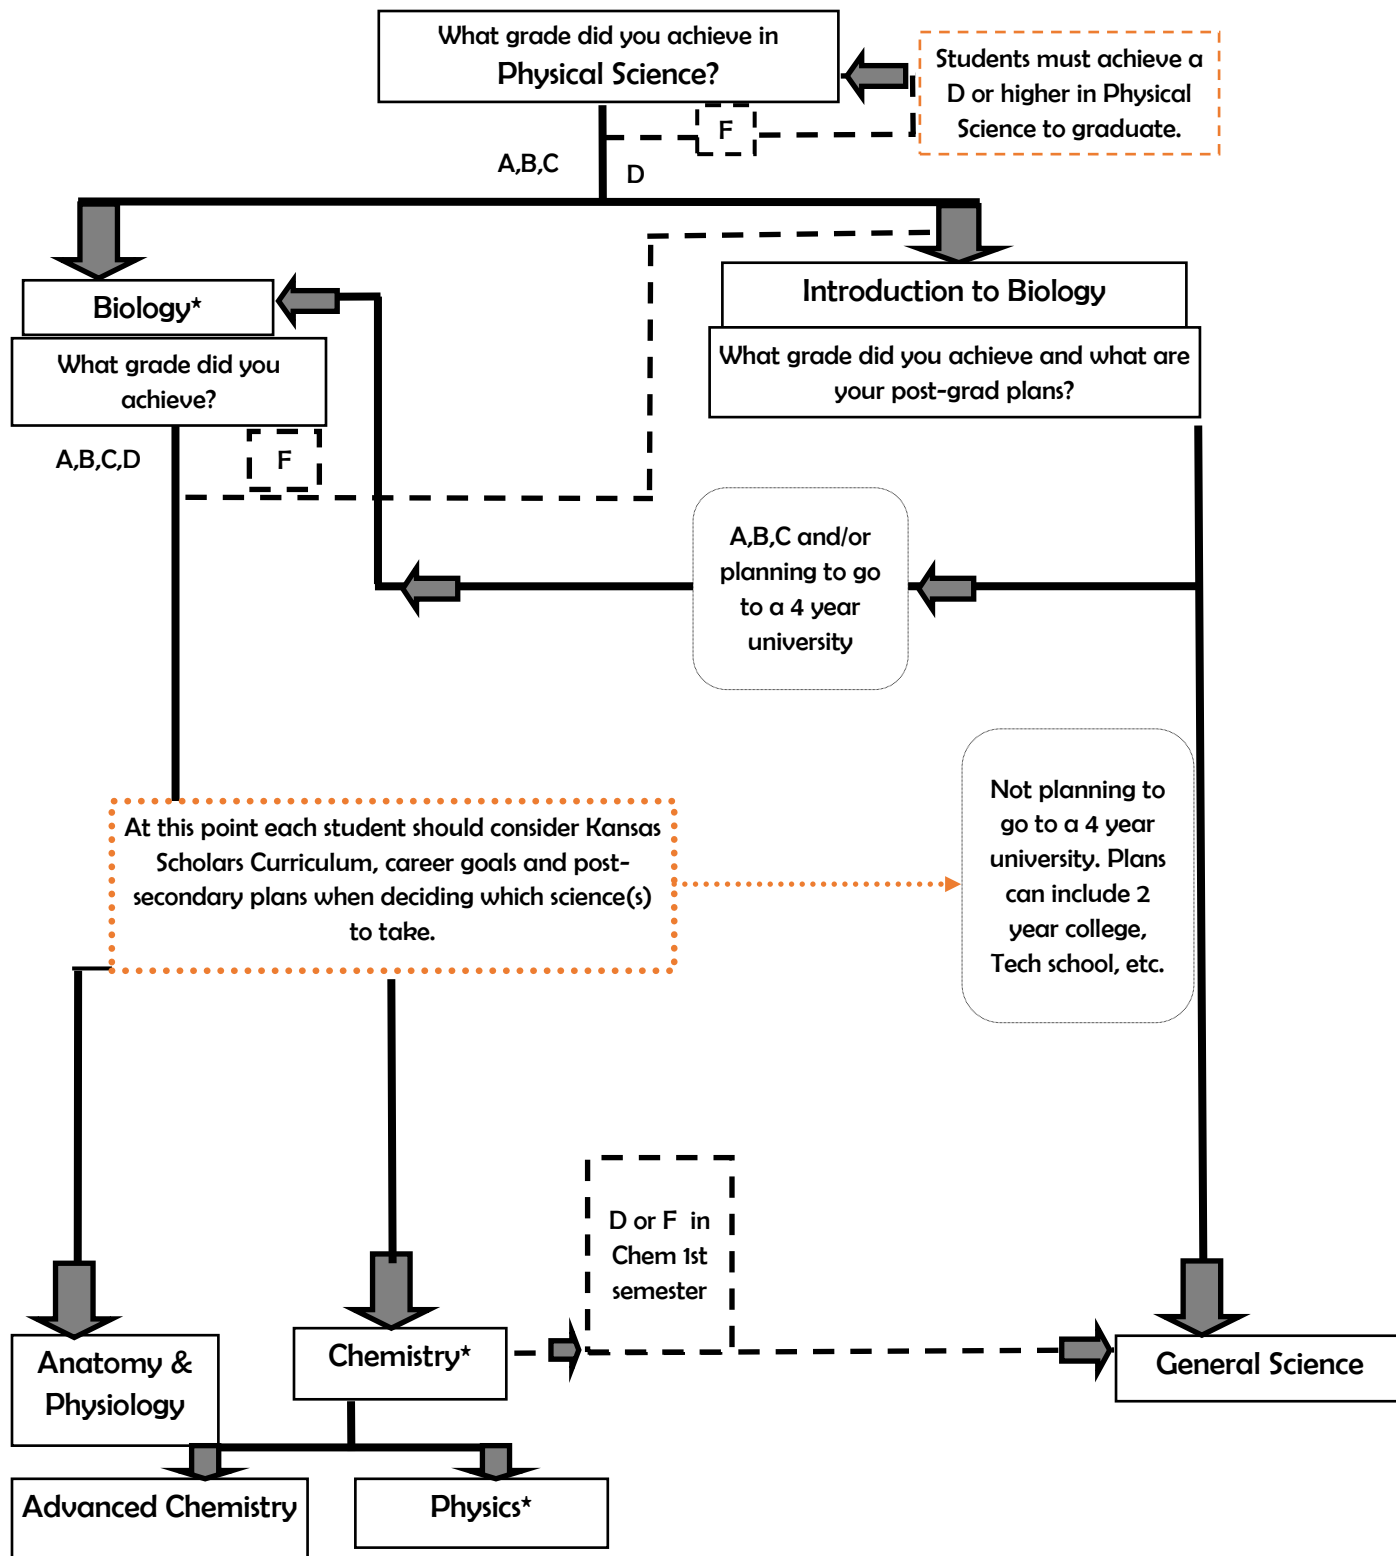 What grade did you achieve in
Physical Science?
Students must achieve a
D or higher in Physical
Science to graduate.
F
A,B,C
D
Biology*
What grade did you
achieve?
Introduction to Biology
What grade did you achieve and what are
your post-grad plans?
A,B,C,D
F
A,B,C and/or
planning to go
to a 4 year
university
Not planning to
go to a 4 year
university. Plans
can include 2
year college,
Tech school, etc.
At this point each student should consider Kansas
Scholars Curriculum, career goals and post-
secondary plans when deciding which science(s)
to take.
D or F in
Chem 1st
semester
Anatomy &
Physiology
Chemistry*
General Science
Advanced Chemistry
Physics*